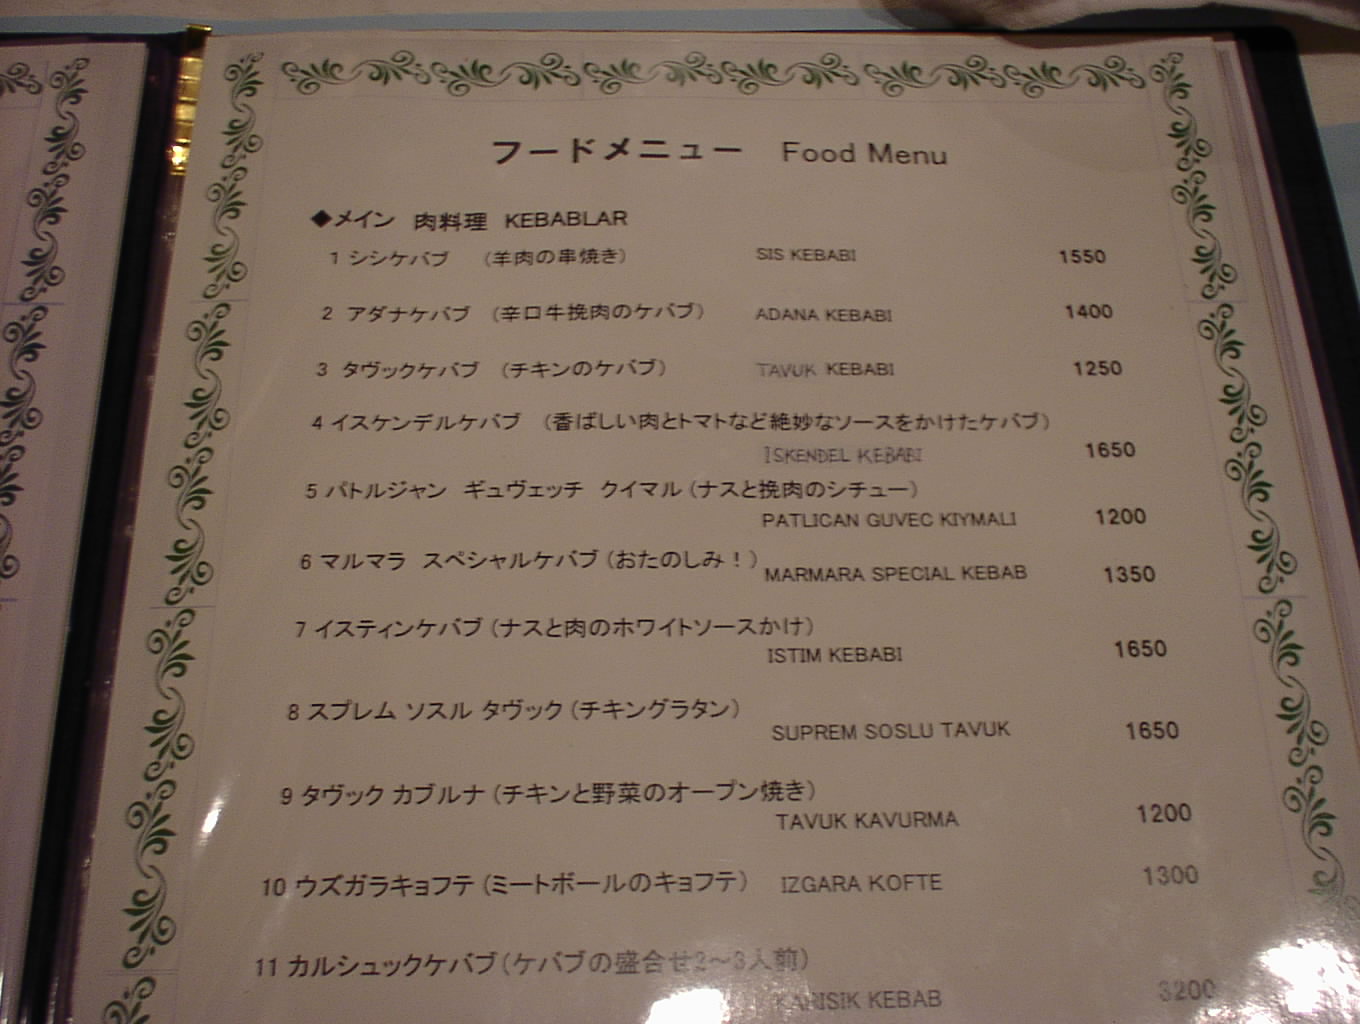 フードメニュー Food Menu
◆メイン 肉料理 KEBABLAR
1 シシケバブ (羊肉の串焼き) SIS KEBABI 1550
2 アダナケバブ (辛口牛挽肉のケバブ) ADANA KEBABI 1400
3 タヴックケバブ (チキンのケバブ) TAVUK KEBABI 1250
4 イスケンデルケバブ (香ばしい肉とトマトなど絶妙なソースをかけたケバブ)
ISKENDEL KEBABI 1650
5 パトルジャン ギュヴェッチ クイマル(ナスと挽肉のシチュー)
PATLICAN GUVEC KIYMALI 1200
6 マルマラ スペシャルケバブ(おたのしみ!)
MARMARA SPECIAL KEBAB 1350
7 イスティンケバブ(ナスと肉のホワイトソースかけ)
ISTIM KEBABI 1650
8 スプレム ソスル タヴック(チキングラタン)
SUPREM SOSLU TAVUK 1650
9 タヴック カブルナ(チキンと野菜のオーブン焼き)
TAVUK KAVURMA 1200
10 ウズガラキョフテ(ミートボールのキョフテ) IZGARA KOFTE 1300
11 カルシュックケバブ(ケバブの盛合せ2～3人前)
KARISIK KEBAB 3200